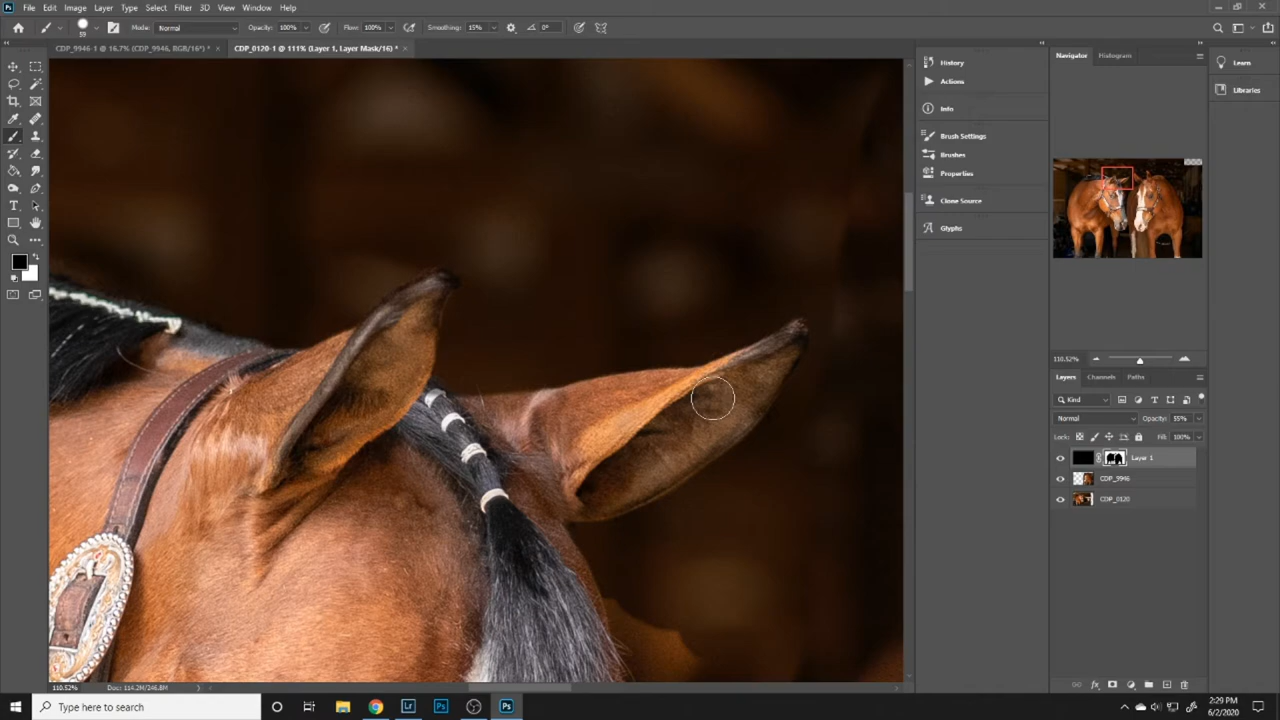 File Edit Image Layer Type Select Filter 3D View Window Help
59 Mode: Normal Opacity: 100% Flow: 100% Smoothing: 15% 0°
CDP_9946-1 @ 16.7% (CDP_9946, RGB/16*) * × CDP_0120-1 @ 111% (Layer 1, Layer Mask/16) * ×
History
Actions
Info
Brush Settings
Brushes
Properties
Clone Source
Glyphs
Navigator Histogram
110.52%
Layers Channels Paths
Kind
Normal Opacity: 55%
Lock: Fill: 100%
Layer 1
CDP_9946
CDP_0120
Learn
Libraries
110.52% Doc: 114.2M/246.8M
Type here to search
2:29 PM
6/2/2020